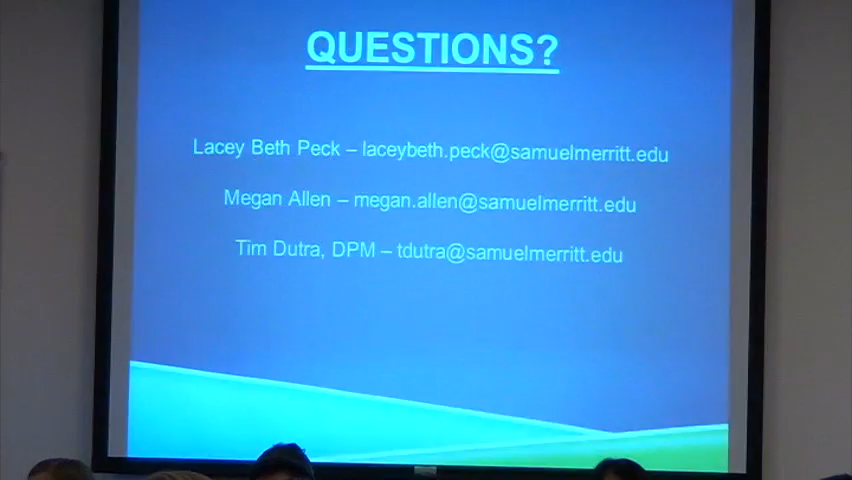 QUESTIONS?
Lacey Beth Peck – laceybeth.peck@samuelmerritt.edu
Megan Allen – megan.allen@samuelmerritt.edu
Tim Dutra, DPM – tdutra@samuelmerritt.edu